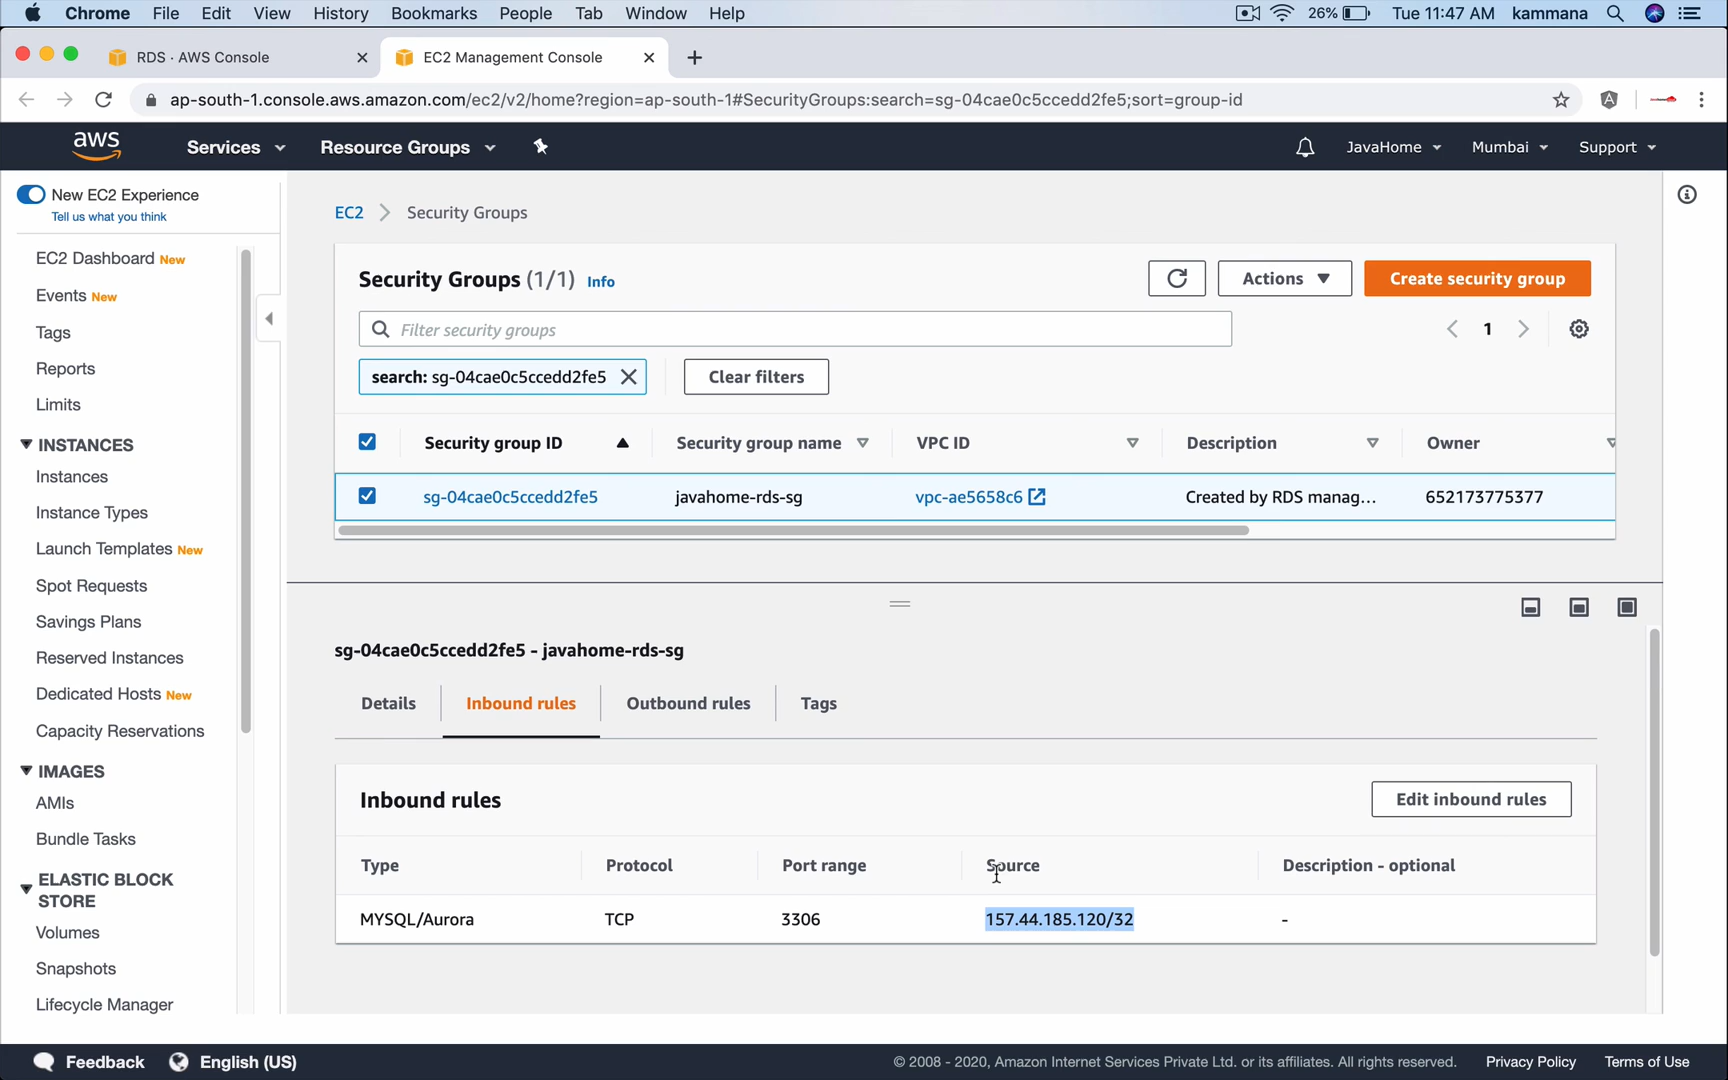 Chrome File Edit View History Bookmarks People Tab Window Help 26% Tue 11:47 AM kammana
RDS · AWS Console EC2 Management Console
ap-south-1.console.aws.amazon.com/ec2/v2/home?region=ap-south-1#SecurityGroups:search=sg-04cae0c5ccedd2fe5;sort=group-id
aws Services Resource Groups JavaHome Mumbai Support
New EC2 Experience
Tell us what you think
EC2 Dashboard New
Events New
Tags
Reports
Limits
INSTANCES
Instances
Instance Types
Launch Templates New
Spot Requests
Savings Plans
Reserved Instances
Dedicated Hosts New
Capacity Reservations
IMAGES
AMIs
Bundle Tasks
ELASTIC BLOCK
STORE
Volumes
Snapshots
Lifecycle Manager
EC2 Security Groups
Security Groups (1/1) Info Actions Create security group
Filter security groups 1
search: sg-04cae0c5ccedd2fe5 Clear filters
Security group ID Security group name VPC ID Description Owner
sg-04cae0c5ccedd2fe5 javahome-rds-sg vpc-ae5658c6 Created by RDS manag... 652173775377
sg-04cae0c5ccedd2fe5 - javahome-rds-sg
Details Inbound rules Outbound rules Tags
Inbound rules Edit inbound rules
Type Protocol Port range Source Description - optional
MYSQL/Aurora TCP 3306 157.44.185.120/32 -
Feedback English (US) © 2008 - 2020, Amazon Internet Services Private Ltd. or its affiliates. All rights reserved. Privacy Policy Terms of Use